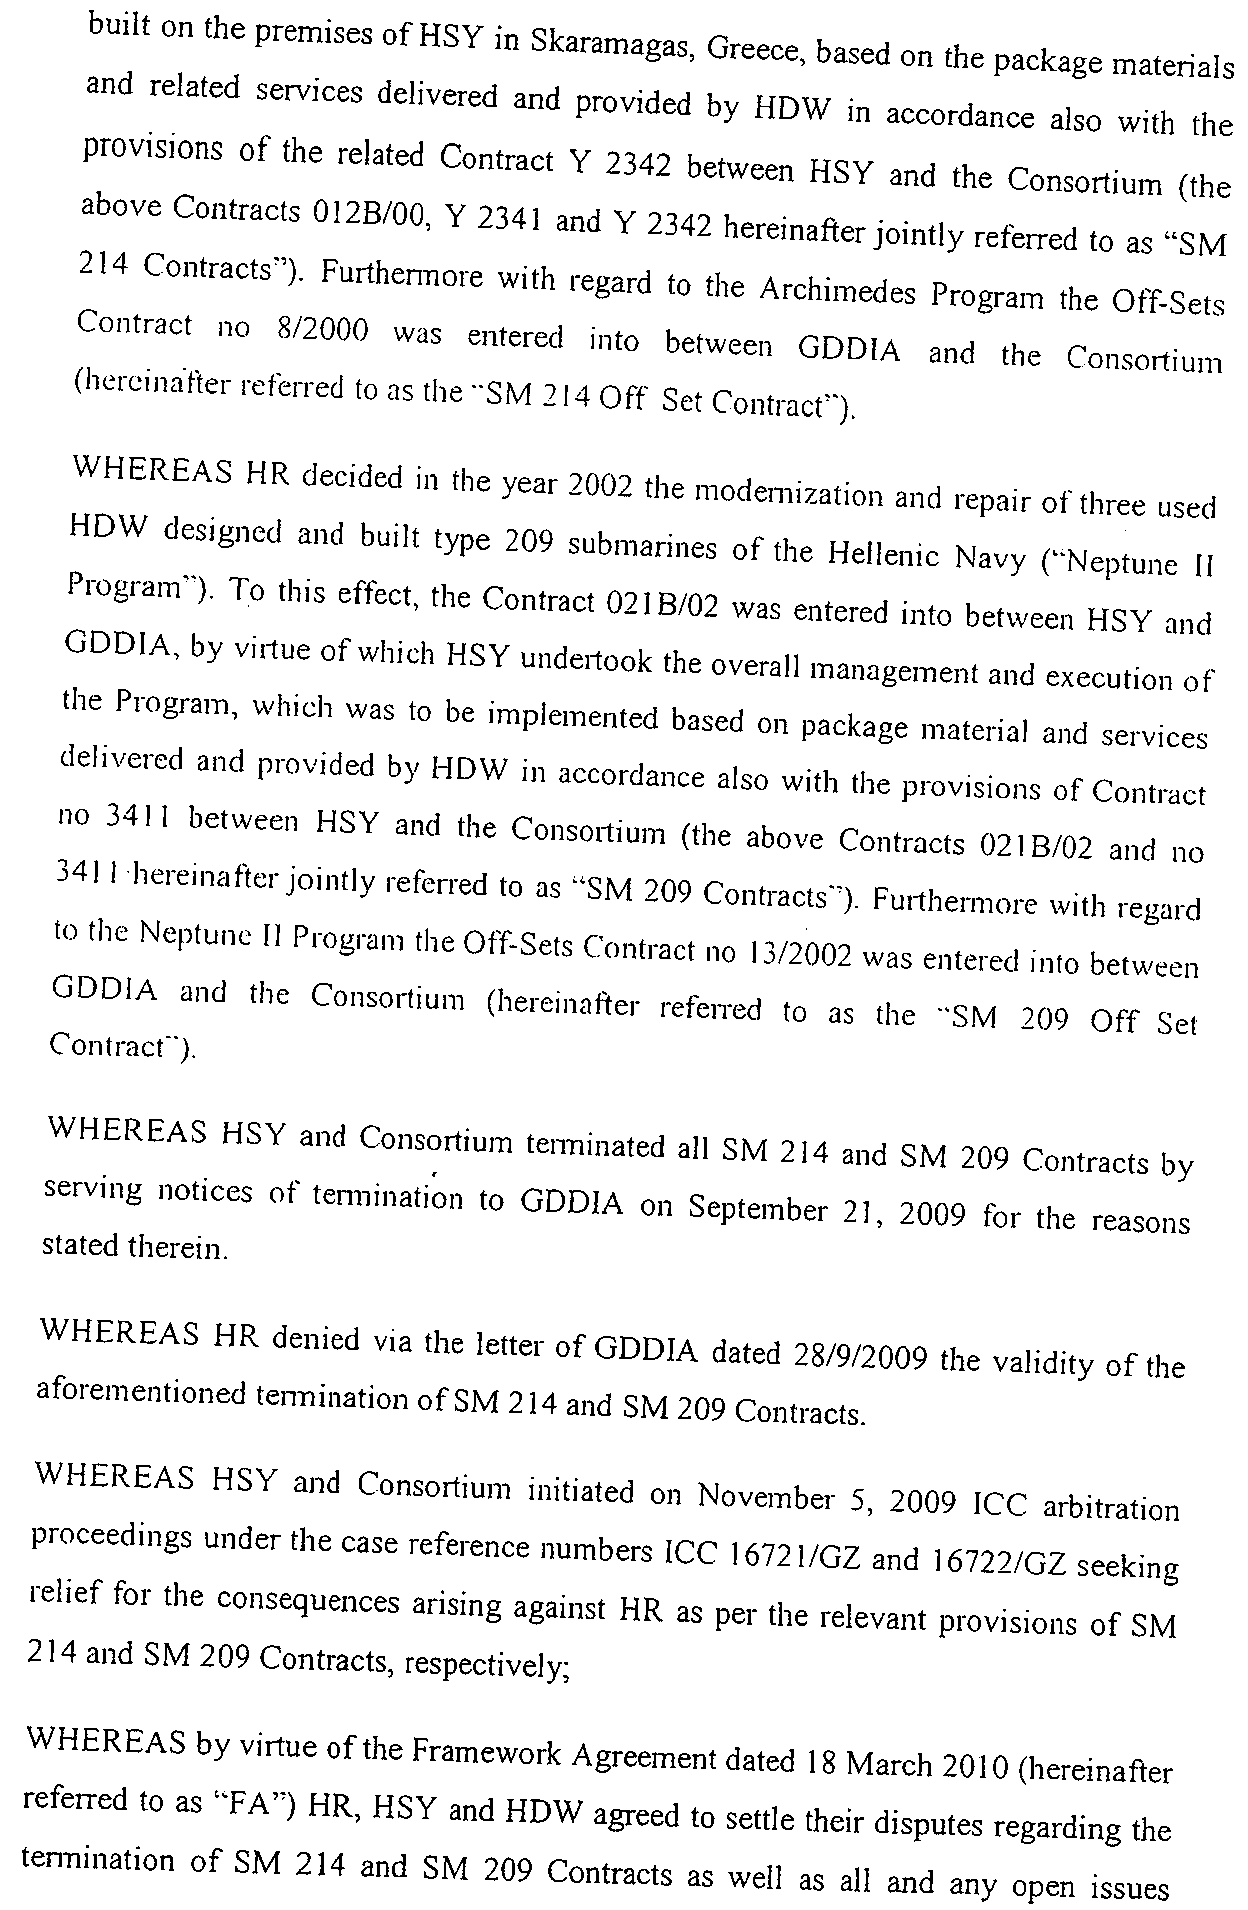 built on the premises of HSY in Skaramagas, Greece, based on the package materials
and related services delivered and provided by HDW in accordance also with the
provisions of the related Contract Y 2342 between HSY and the Consortium (the
above Contracts 012B/00, Y 2341 and Y 2342 hereinafter jointly referred to as “SM
214 Contracts”). Furthermore with regard to the Archimedes Program the Off-Sets
Contract no 8/2000 was entered into between GDDIA and the Consortium
(hereinafter referred to as the “SM 214 Off Set Contract”).
WHEREAS HR decided in the year 2002 the modernization and repair of three used
HDW designed and built type 209 submarines of the Hellenic Navy (“Neptune II
Program”). To this effect, the Contract 021B/02 was entered into between HSY and
GDDIA, by virtue of which HSY undertook the overall management and execution of
the Program, which was to be implemented based on package material and services
delivered and provided by HDW in accordance also with the provisions of Contract
no 3411 between HSY and the Consortium (the above Contracts 021B/02 and no
3411 hereinafter jointly referred to as “SM 209 Contracts”). Furthermore with regard
to the Neptune II Program the Off-Sets Contract no 13/2002 was entered into between
GDDIA and the Consortium (hereinafter referred to as the “SM 209 Off Set
Contract”).
WHEREAS HSY and Consortium terminated all SM 214 and SM 209 Contracts by
serving notices of termination to GDDIA on September 21, 2009 for the reasons
stated therein.
WHEREAS HR denied via the letter of GDDIA dated 28/9/2009 the validity of the
aforementioned termination of SM 214 and SM 209 Contracts.
WHEREAS HSY and Consortium initiated on November 5, 2009 ICC arbitration
proceedings under the case reference numbers ICC 16721/GZ and 16722/GZ seeking
relief for the consequences arising against HR as per the relevant provisions of SM
214 and SM 209 Contracts, respectively;
WHEREAS by virtue of the Framework Agreement dated 18 March 2010 (hereinafter
referred to as “FA”) HR, HSY and HDW agreed to settle their disputes regarding the
termination of SM 214 and SM 209 Contracts as well as all and any open issues